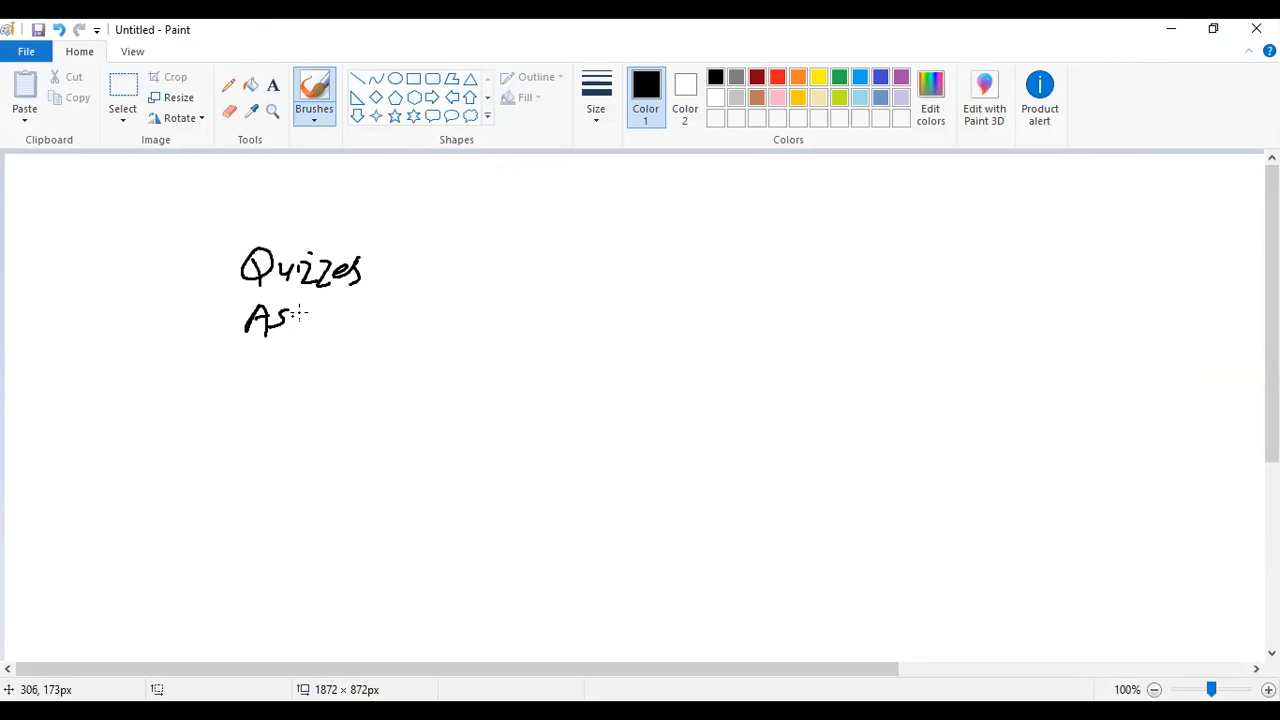 Untitled - Paint
File Home View
Paste
Cut
Copy
Clipboard
Select
Crop
Resize
Rotate
Image
A
Tools
Brushes
Outline
Fill
Shapes
Size
Color 1
Color 2
Edit colors
Colors
Edit with Paint 3D
Product alert
Quizzes
As
306, 173px
1872 × 872px
100%